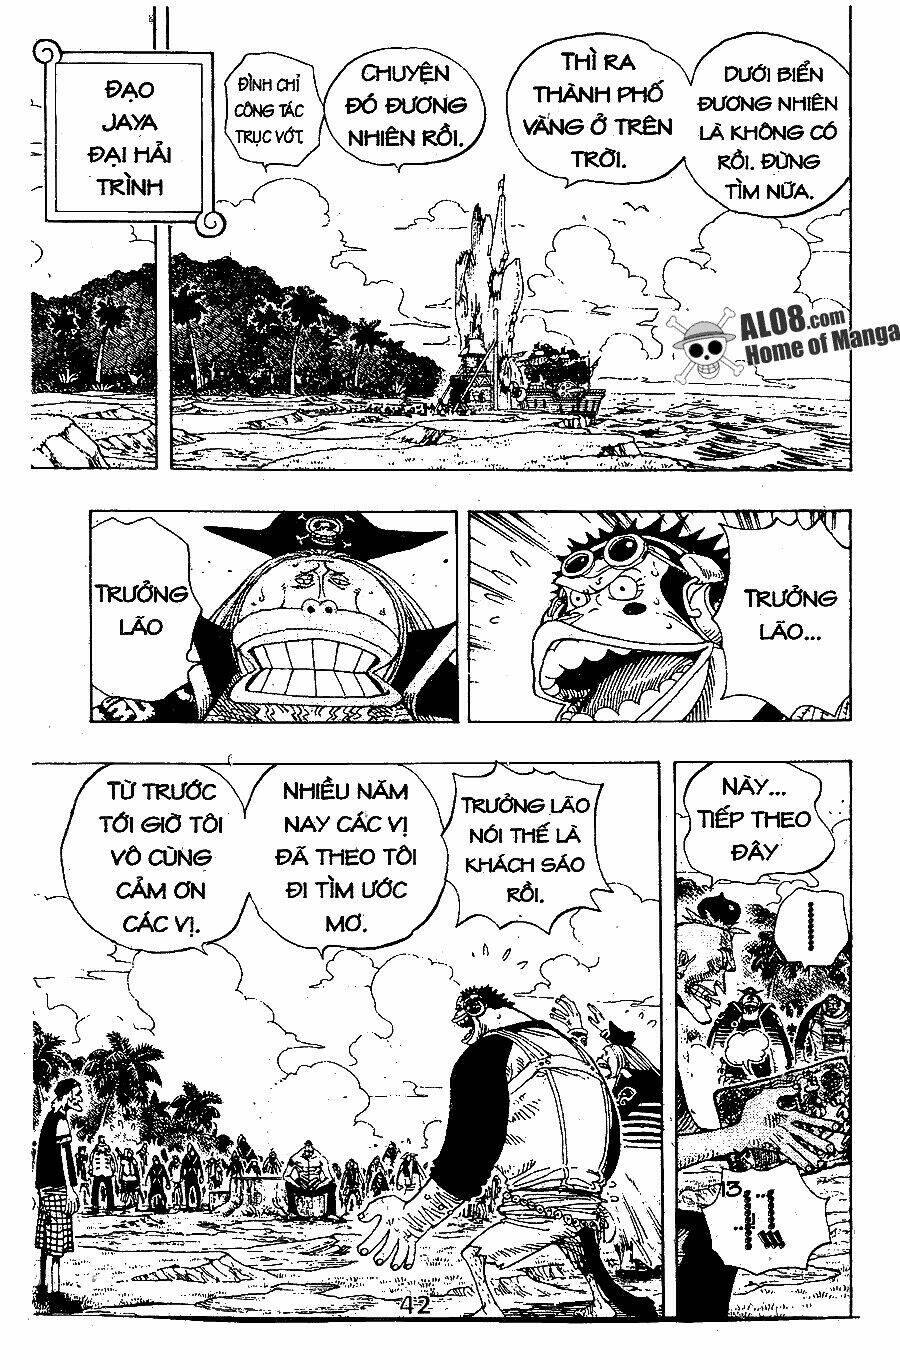 DƯỚI BIỂN
ĐƯƠNG NHIÊN
LÀ KHÔNG CÓ
RỒI. ĐỪNG
TÌM NỮA.
THÌ RA
THÀNH PHỐ
VÀNG Ở TRÊN
TRỜI.
CHUYỆN
ĐÓ ĐƯƠNG
NHIÊN RỒI.
ĐÌNH CHỈ
CÔNG TÁC
TRỤC VỚT.
ĐẠO
JAYA
ĐẠI HẢI
TRÌNH
AL08.com
Home of Manga
TRƯỞNG
LÃO...
TRƯỞNG
LÃO
NÀY...
TIẾP THEO
ĐÂY
13
TRƯỞNG LÃO
NÓI THẾ LÀ
KHÁCH SÁO
RỒI.
NHIỀU NĂM
NAY CÁC VỊ
ĐÃ THEO TÔI
ĐI TÌM ƯỚC
MƠ.
TỪ TRƯỚC
TỚI GIỜ TÔI
VÔ CÙNG
CẢM ƠN
CÁC VỊ.
42